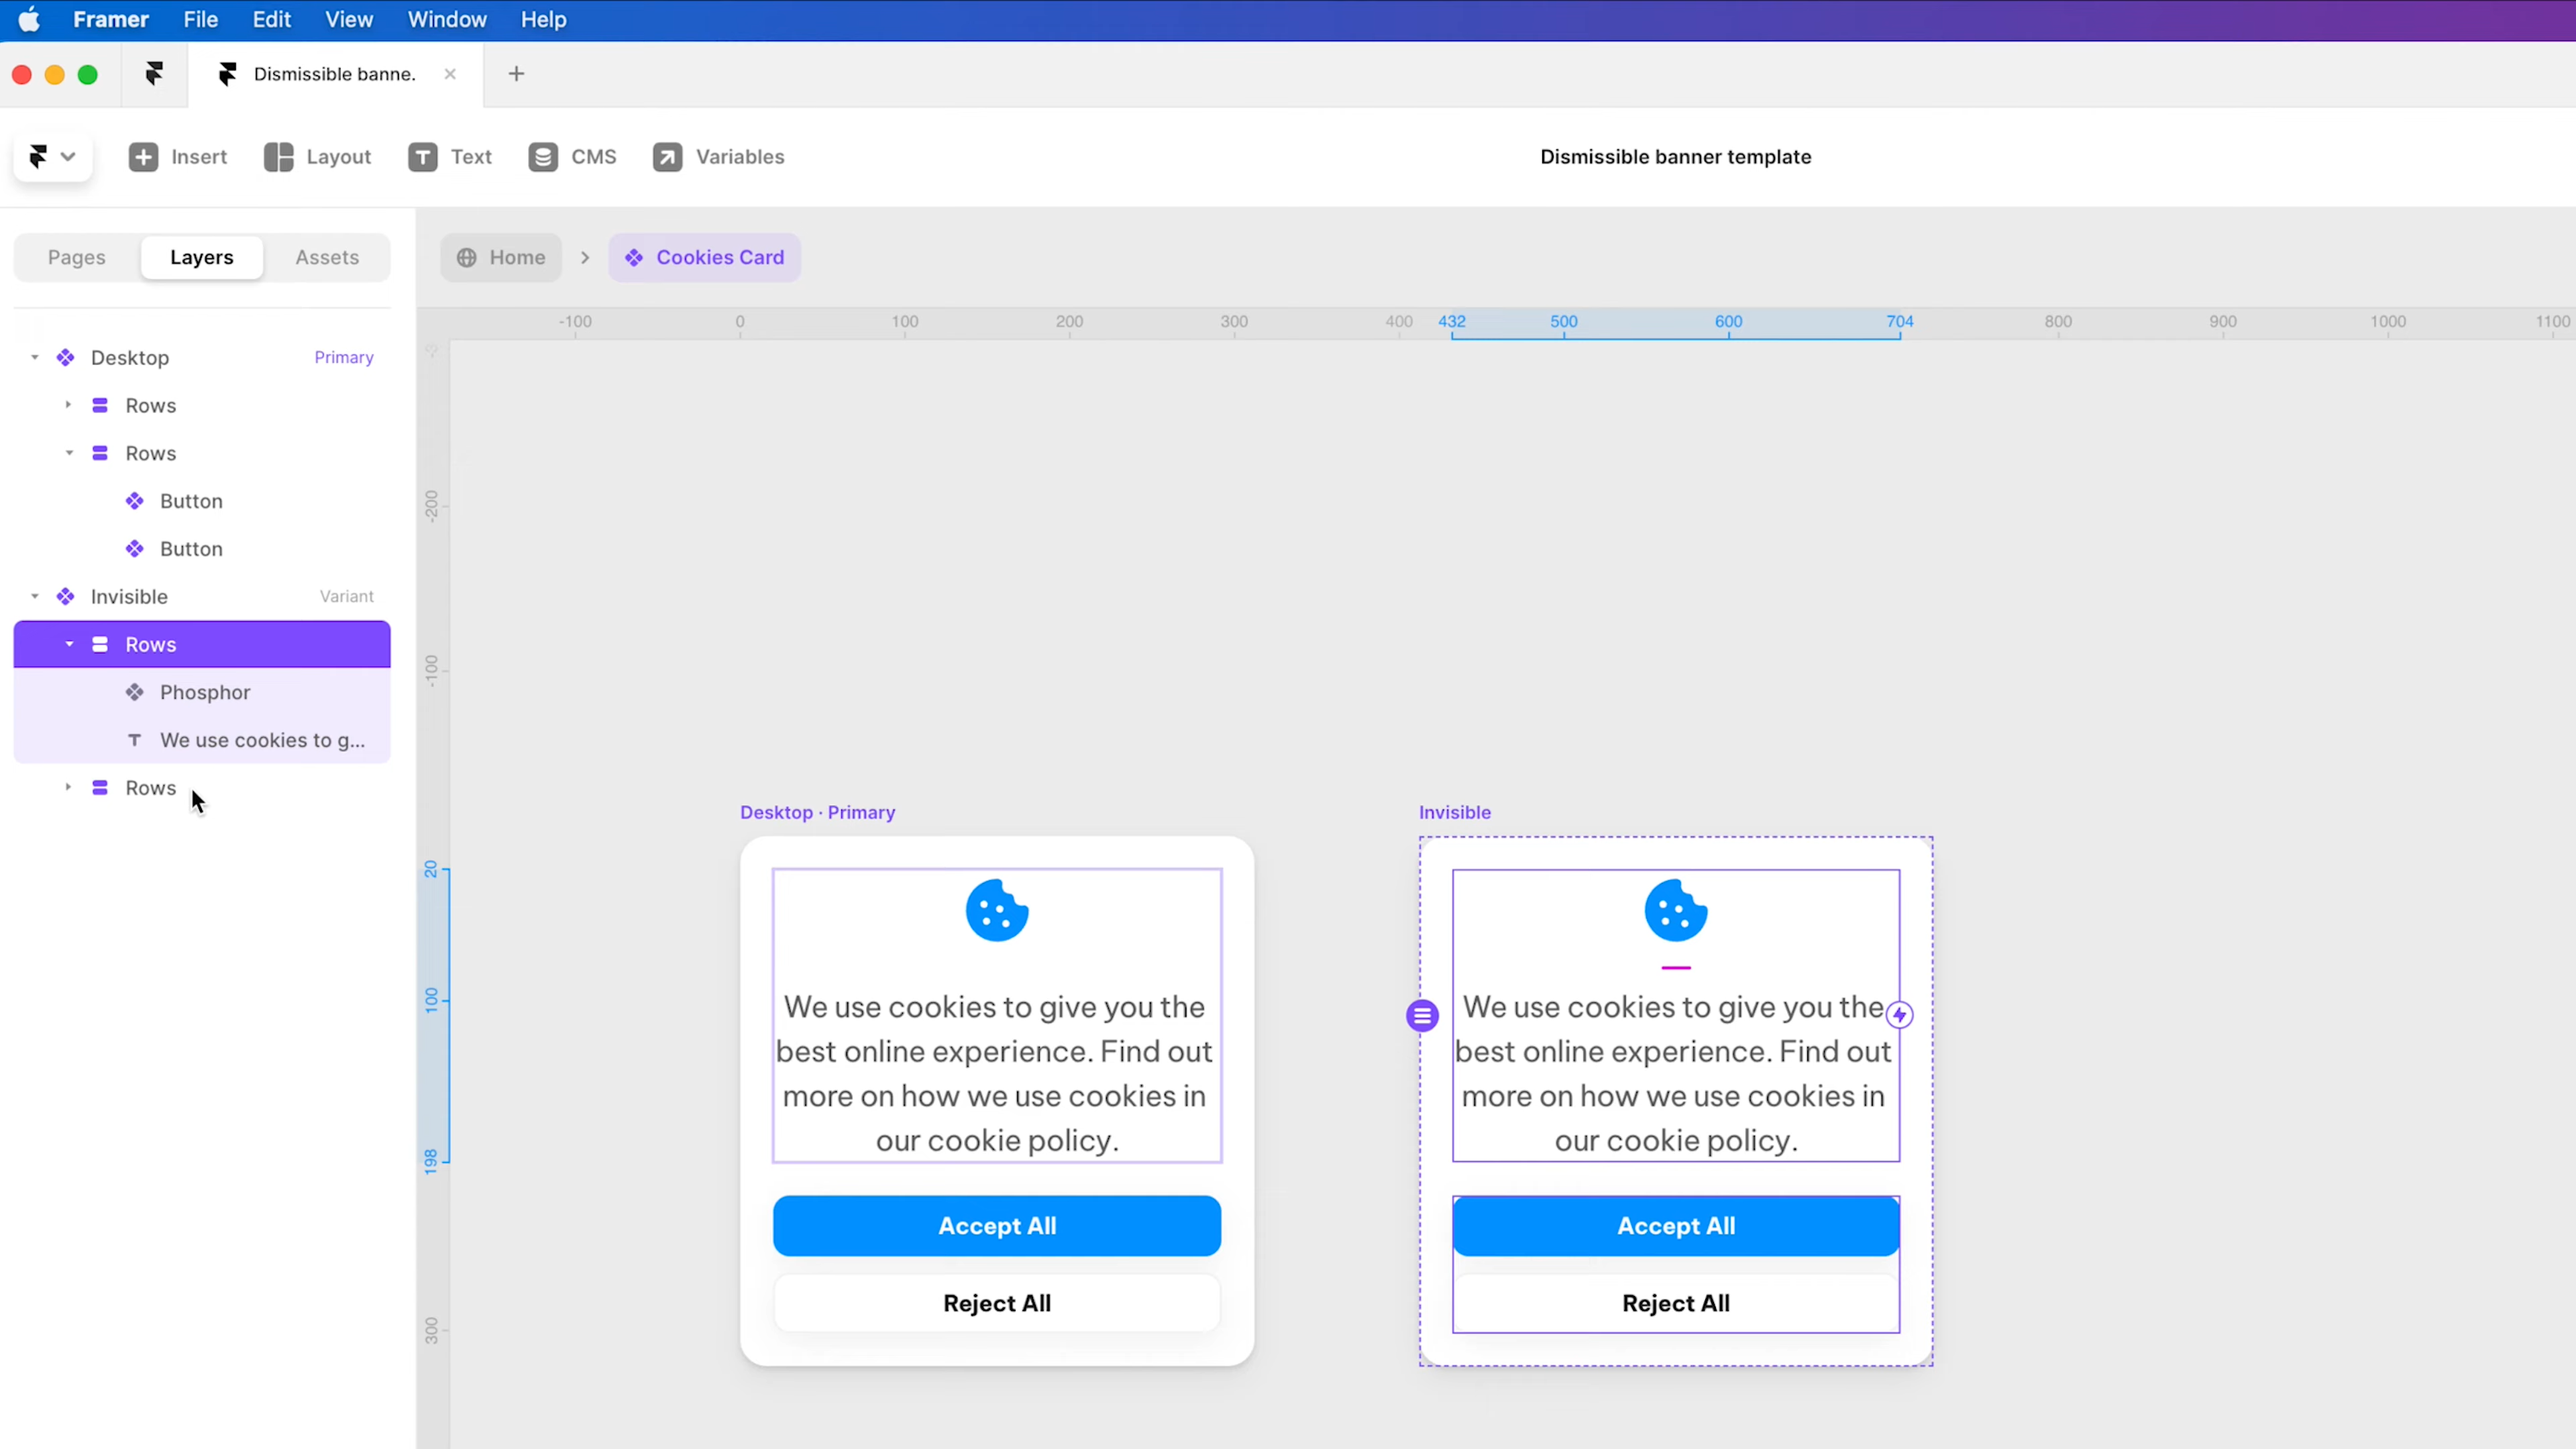 Framer File Edit View Window Help
Dismissible banne.
Insert Layout Text CMS Variables
Dismissible banner template
Pages Layers Assets
Home Cookies Card
-100 0 100 200 300 400 432 500 600 704 800 900 1000 1100
Desktop Primary
Rows
Rows
Button
Button
Invisible Variant
Rows
Phosphor
We use cookies to g...
Rows
-200
-100
20
100
198
300
Desktop · Primary
We use cookies to give you the
best online experience. Find out
more on how we use cookies in
our cookie policy.
Accept All
Reject All
Invisible
We use cookies to give you the
best online experience. Find out
more on how we use cookies in
our cookie policy.
Accept All
Reject All